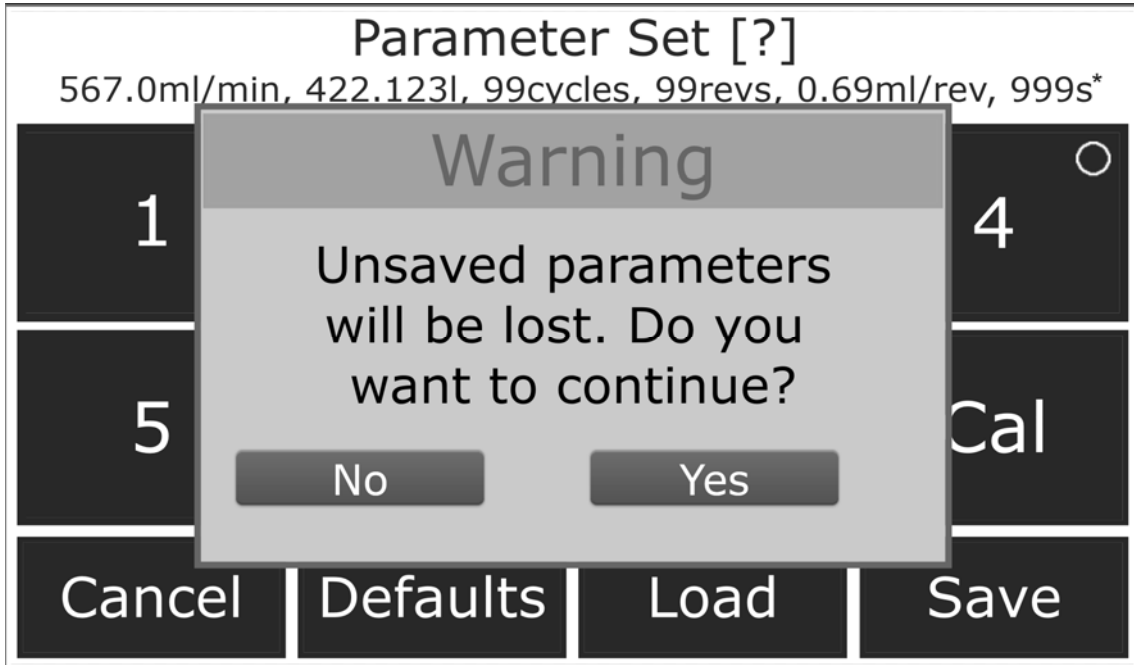 Parameter Set [?]
567.0ml/min, 422.123l, 99cycles, 99revs, 0.69ml/rev, 999s*
Warning
1
4
Unsaved parameters
will be lost. Do you
want to continue?
5
Cal
No
Yes
Cancel
Defaults
Load
Save